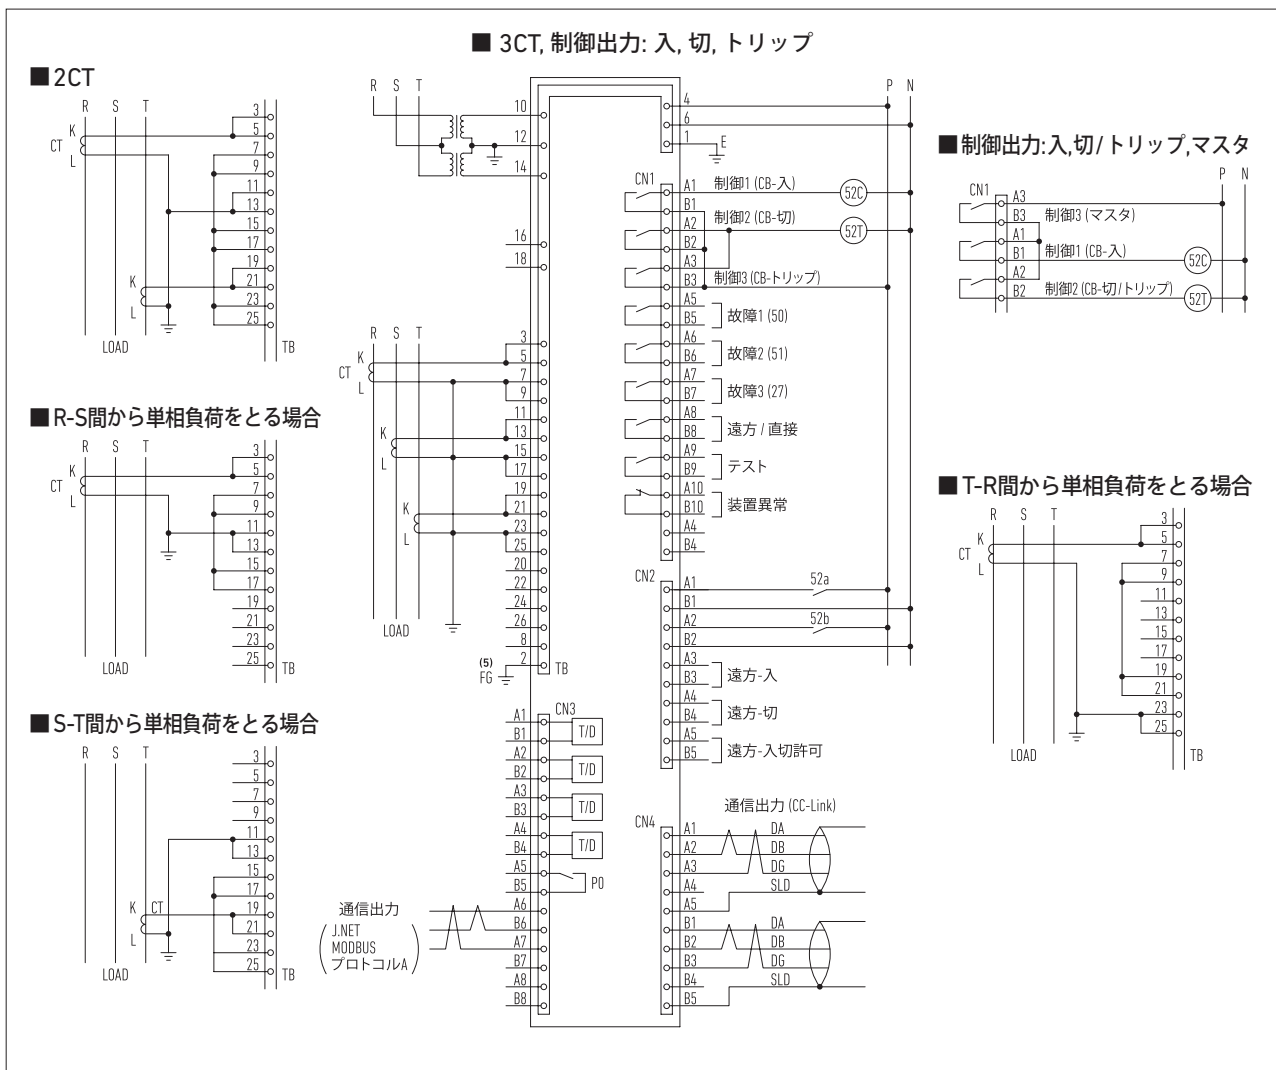 ■ 3CT, 制御出力: 入, 切, トリップ
■ 2CT
R S T
K
CT
L
K
L
LOAD
3
5
7
9
11
13
15
17
19
21
23
25
TB
■ R-S間から単相負荷をとる場合
R S T
K
CT
L
LOAD
3
5
7
9
11
13
15
17
19
21
23
25
TB
■ S-T間から単相負荷をとる場合
R S T
K CT
L
LOAD
3
5
7
9
11
13
15
17
19
21
23
25
TB
R S T
10
12
14
16
18
R S T
K
CT
L
K
L
K
L
LOAD
3
5
7
9
11
13
15
17
19
21
23
25
20
22
24
26
8
2
(5)
FG
TB
CN3
A1
B1
T/D
A2
B2
T/D
A3
B3
T/D
A4
B4
T/D
A5
B5
PO
A6
B6
A7
B7
A8
B8
通信出力
J.NET
MODBUS
プロトコルA
P N
4
6
1
E
CN1
A1 制御1 (CB-入) 52C
B1
A2 制御2 (CB-切) 52T
B2
A3
B3 制御3 (CB-トリップ)
A5
B5
故障1 (50)
A6
B6
故障2 (51)
A7
B7
故障3 (27)
A8
B8
遠方 / 直接
A9
B9
テスト
A10
B10
装置異常
A4
B4
CN2
A1 52a
B1
A2 52b
B2
A3
B3
遠方-入
A4
B4
遠方-切
A5
B5
遠方-入切許可
通信出力 (CC-Link)
CN4
A1 DA
A2 DB
A3 DG
A4 SLD
A5
B1 DA
B2 DB
B3 DG
B4 SLD
B5
■ 制御出力:入,切/トリップ,マスタ
P N
CN1
A3
B3 制御3 (マスタ)
A1
B1 制御1 (CB-入) 52C
A2
B2 制御2 (CB-切/トリップ) 52T
■ T-R間から単相負荷をとる場合
R S T
K
CT
L
LOAD
3
5
7
9
11
13
15
17
19
21
23
25
TB